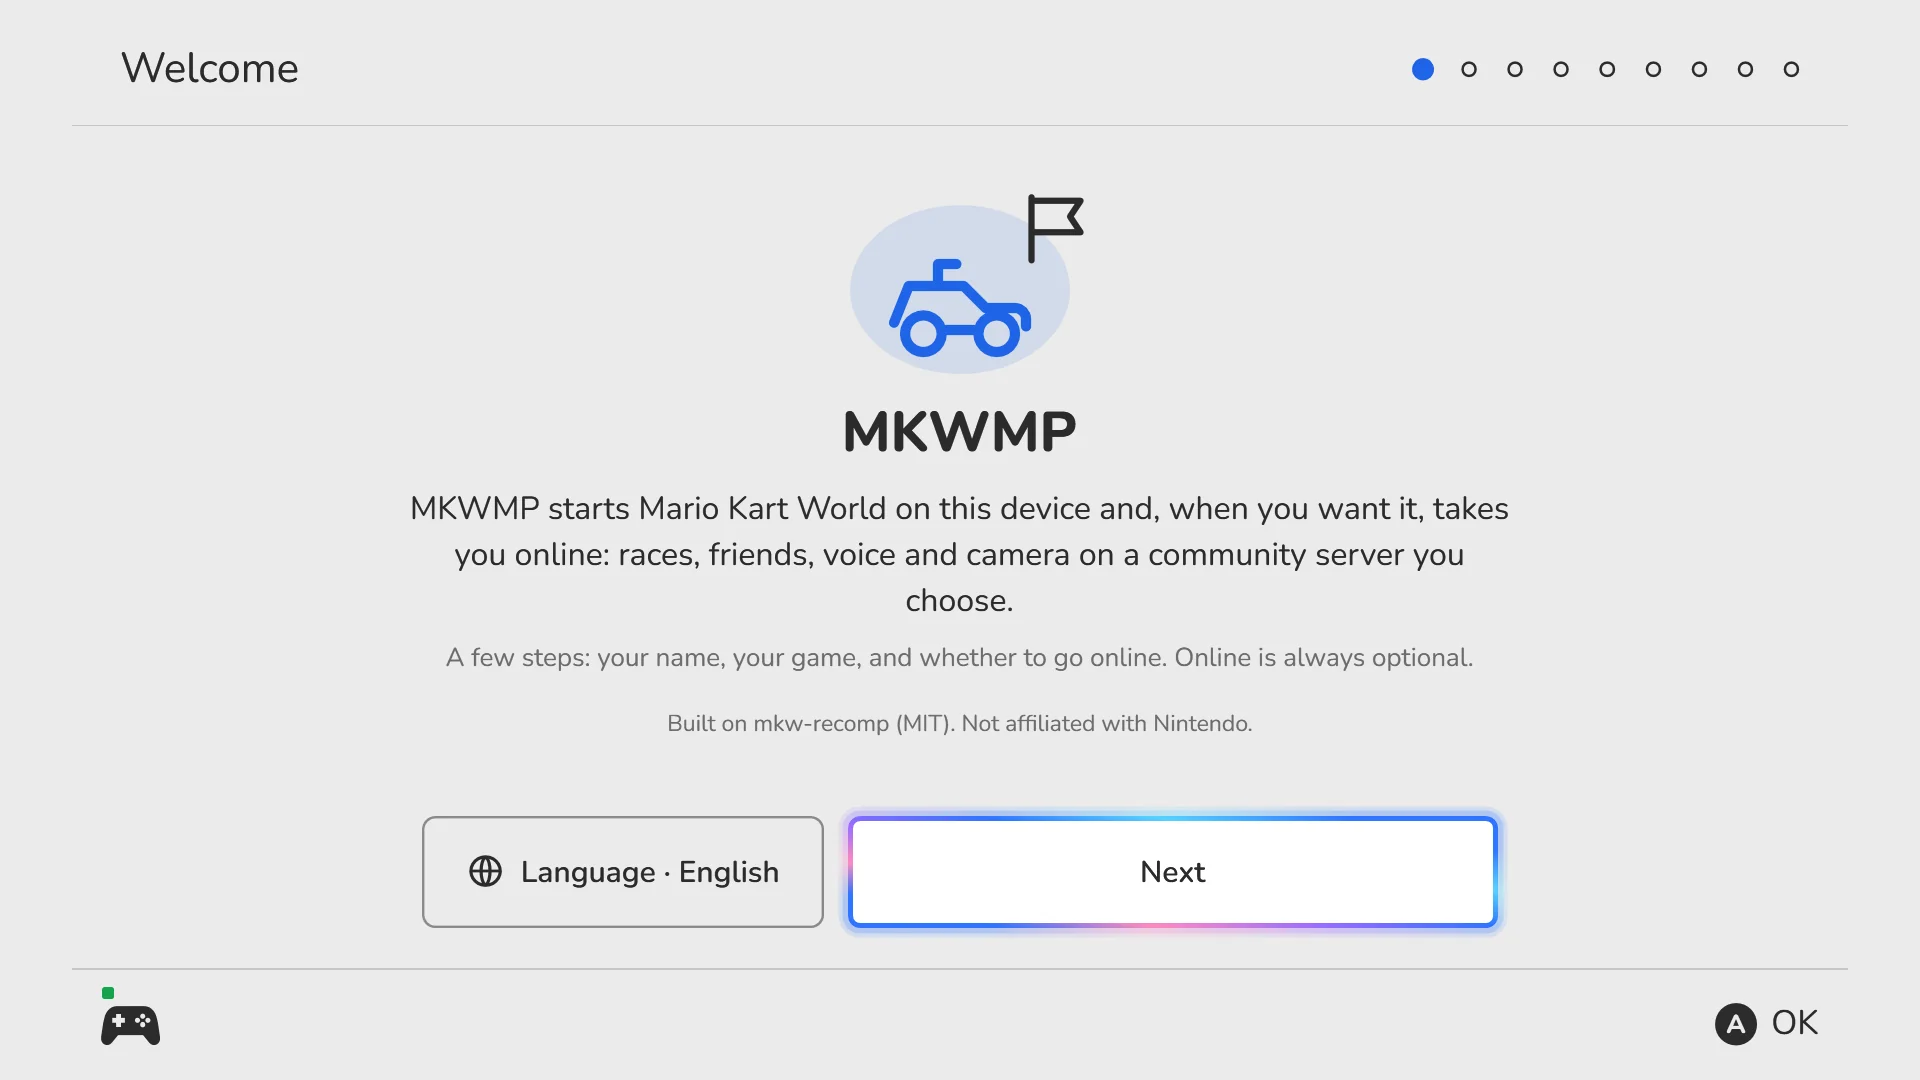 Welcome
MKWMP
MKWMP starts Mario Kart World on this device and, when you want it, takes
you online: races, friends, voice and camera on a community server you
choose.
A few steps: your name, your game, and whether to go online. Online is always optional.
Built on mkw-recomp (MIT). Not affiliated with Nintendo.
Language · English
Next
A OK